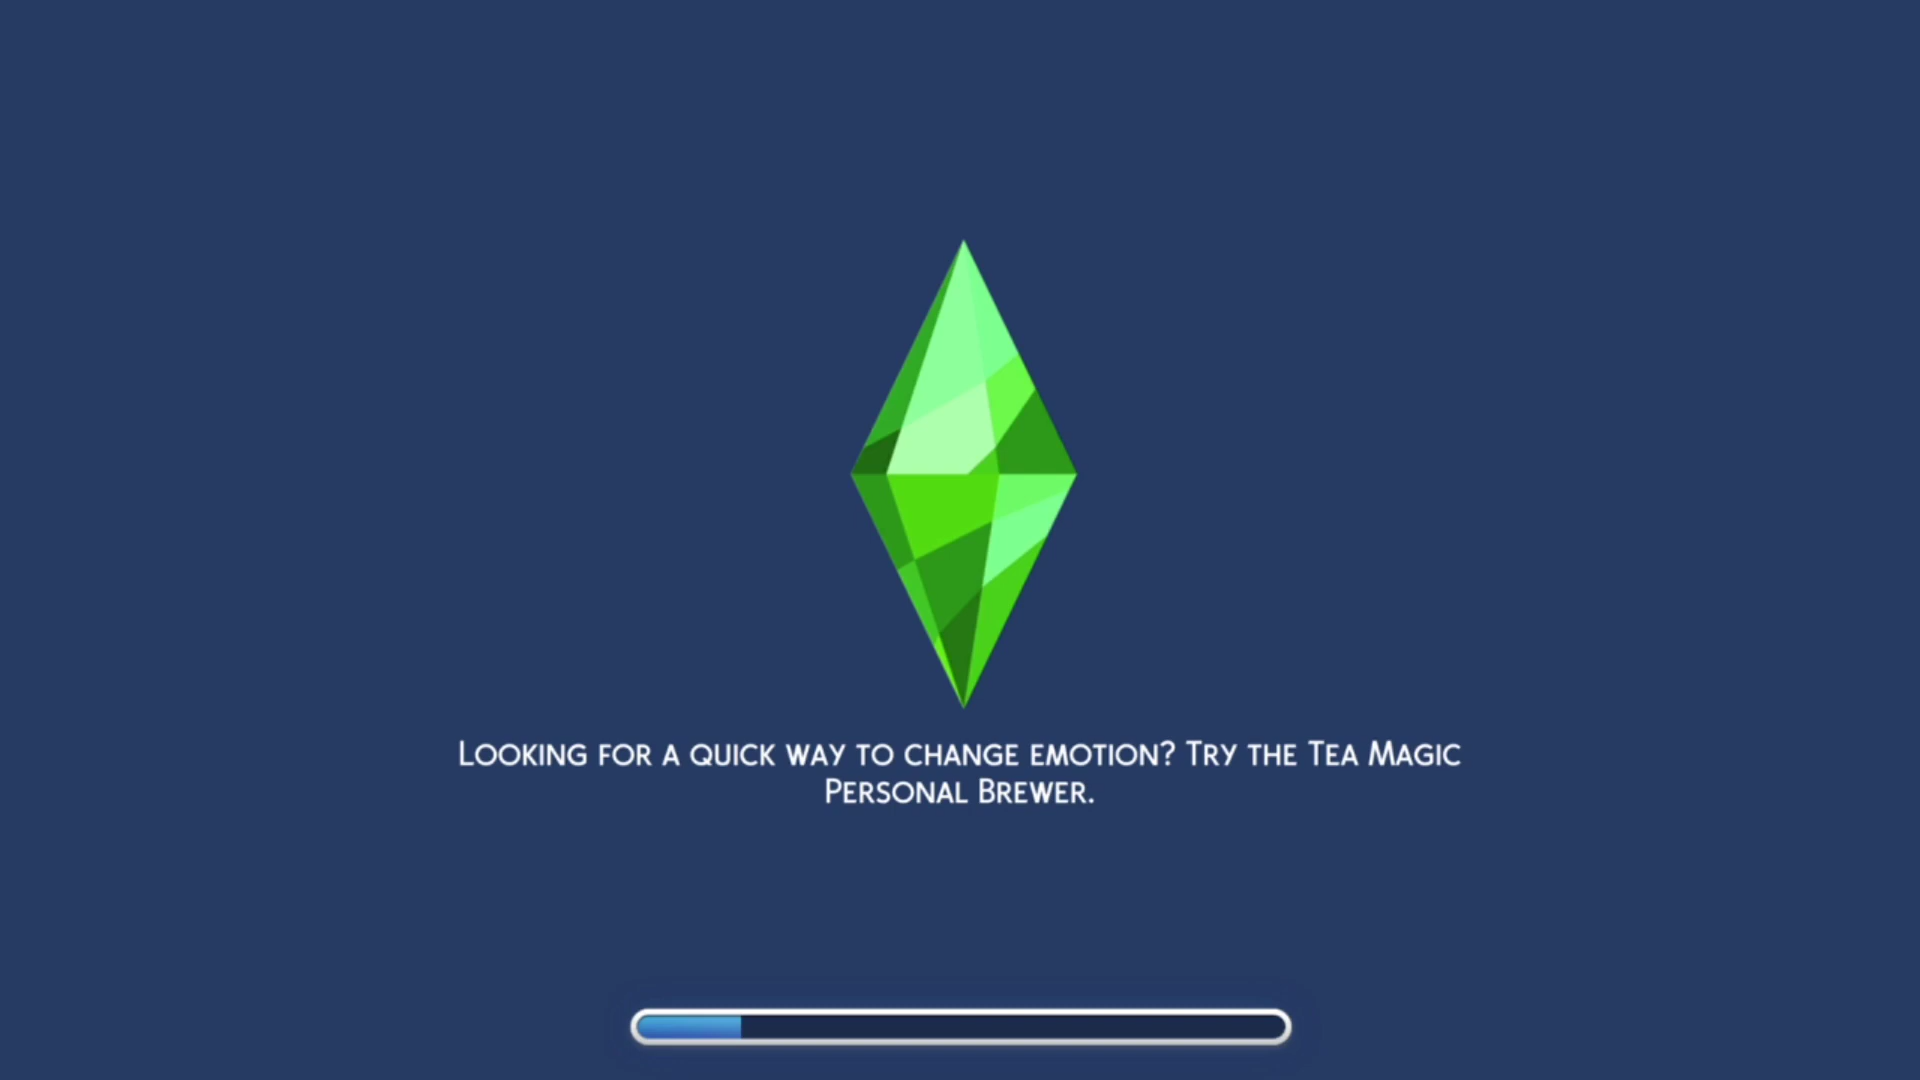 Looking for a quick way to change emotion? Try the Tea Magic
Personal Brewer.